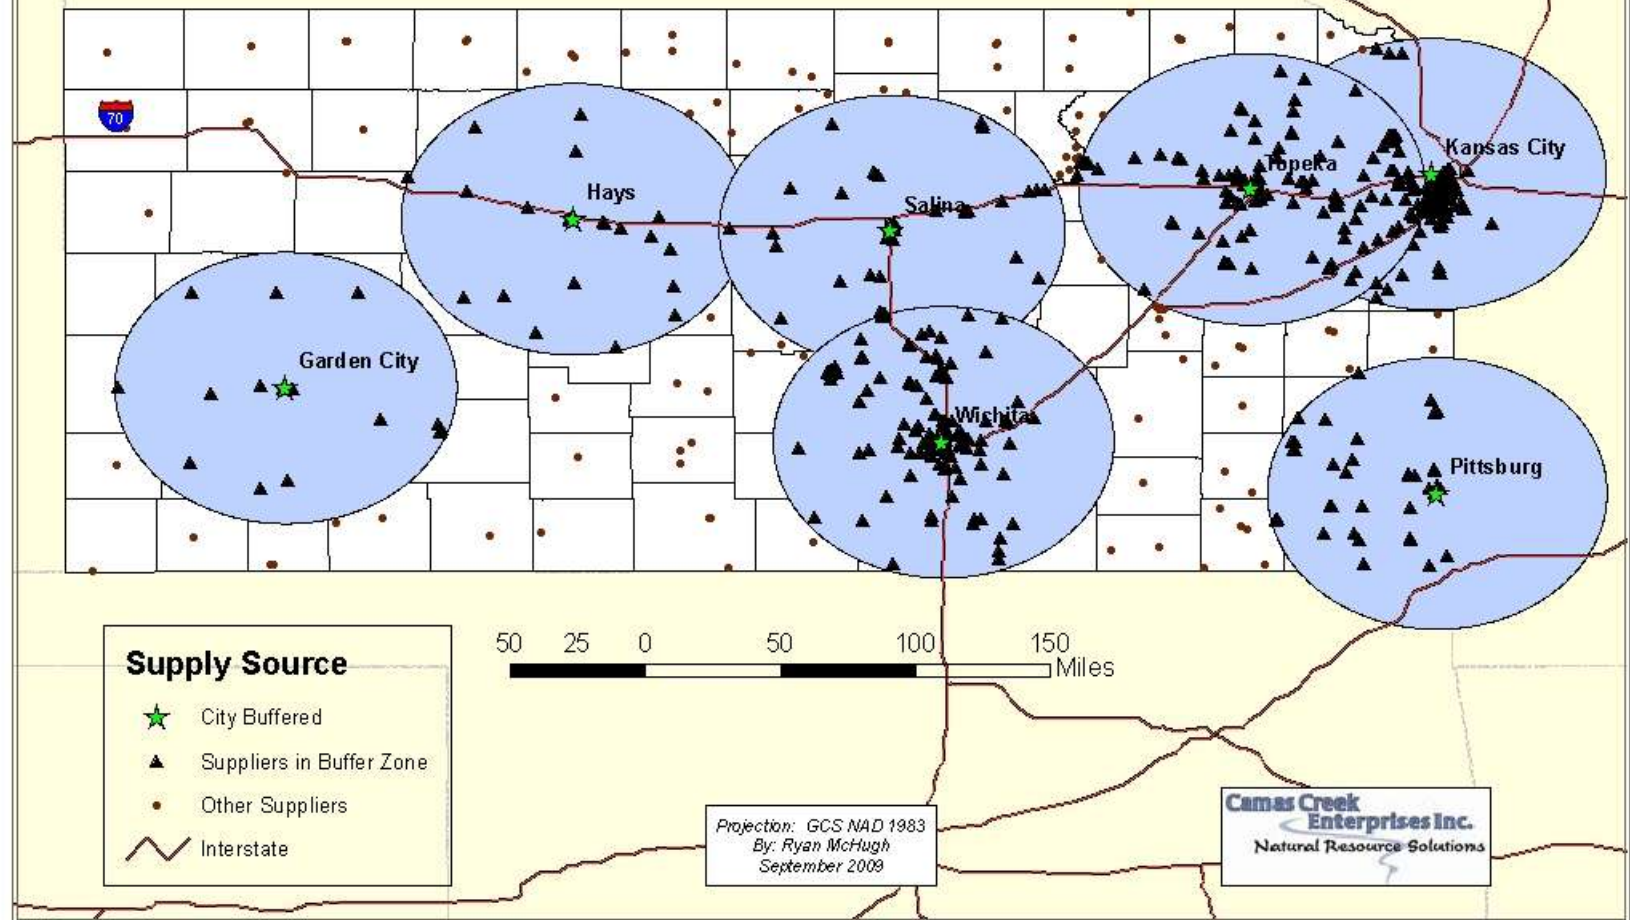 70
Kansas City
Topeka
Hays
Salina
Garden City
Wichita
Pittsburg
50 25 0 50 100 150
Miles
Supply Source
City Buffered
Suppliers in Buffer Zone
Other Suppliers
Interstate
Projection: GCS NAD 1983
By: Ryan McHugh
September 2009
Camas Creek
Enterprises Inc.
Natural Resource Solutions